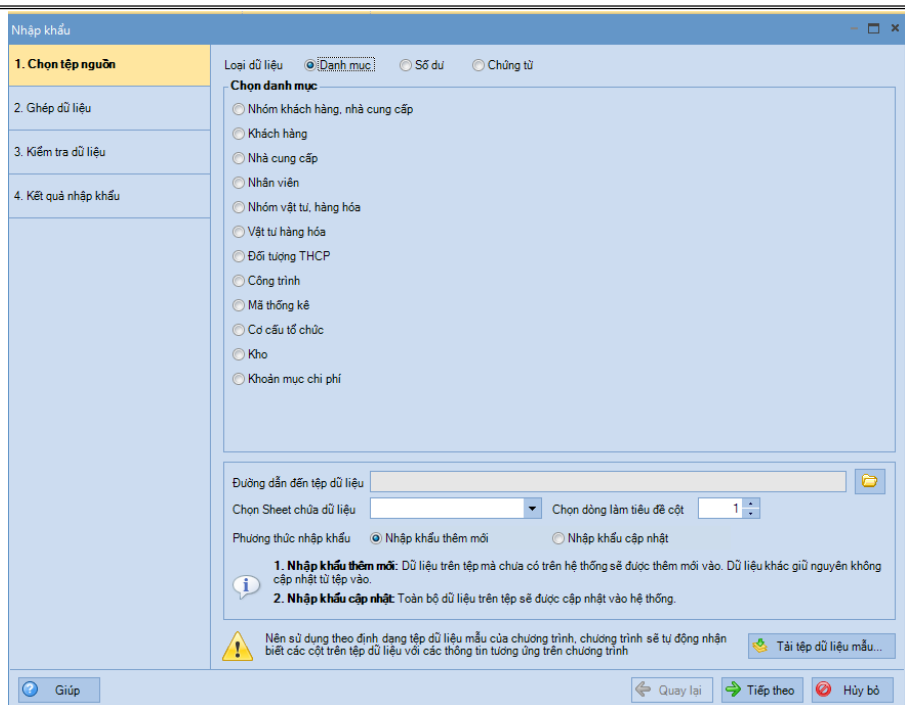 Nhập khẩu
1. Chọn tệp nguồn
2. Ghép dữ liệu
3. Kiểm tra dữ liệu
4. Kết quả nhập khẩu
Loại dữ liệu Danh mục Số dư Chứng từ
Chọn danh mục
Nhóm khách hàng, nhà cung cấp
Khách hàng
Nhà cung cấp
Nhân viên
Nhóm vật tư, hàng hóa
Vật tư hàng hóa
Đối tượng THCP
Công trình
Mã thống kê
Cơ cấu tổ chức
Kho
Khoản mục chi phí
Đường dẫn đến tệp dữ liệu
Chọn Sheet chứa dữ liệu Chọn dòng làm tiêu đề cột 1
Phương thức nhập khẩu Nhập khẩu thêm mới Nhập khẩu cập nhật
1. Nhập khẩu thêm mới: Dữ liệu trên tệp mà chưa có trên hệ thống sẽ được thêm mới vào. Dữ liệu khác giữ nguyên không
cập nhật từ tệp vào.
2. Nhập khẩu cập nhật: Toàn bộ dữ liệu trên tệp sẽ được cập nhật vào hệ thống.
Nên sử dụng theo định dạng tệp dữ liệu mẫu của chương trình, chương trình sẽ tự động nhận
biết các cột trên tệp dữ liệu với các thông tin tương ứng trên chương trình
Tải tệp dữ liệu mẫu...
Giúp Quay lại Tiếp theo Hủy bỏ